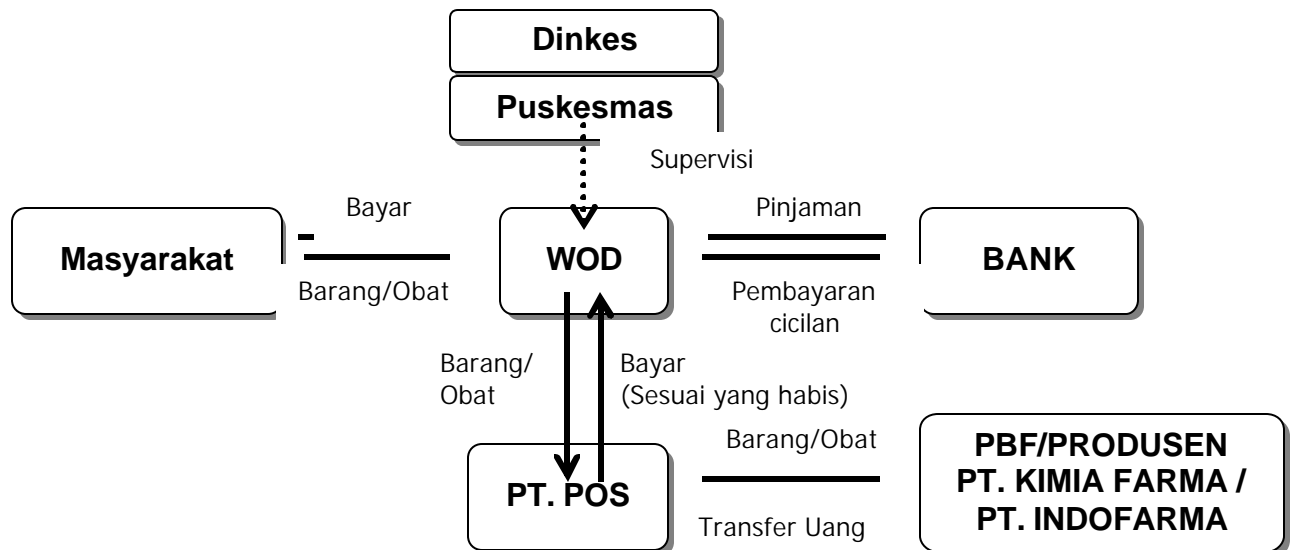 Dinkes
Puskesmas
Supervisi
Bayar
Pinjaman
Masyarakat
WOD
BANK
Barang/Obat
Pembayaran
cicilan
Barang/
Obat
Bayar
(Sesuai yang habis)
Barang/Obat
PBF/PRODUSEN
PT. KIMIA FARMA /
PT. INDOFARMA
PT. POS
Transfer Uang